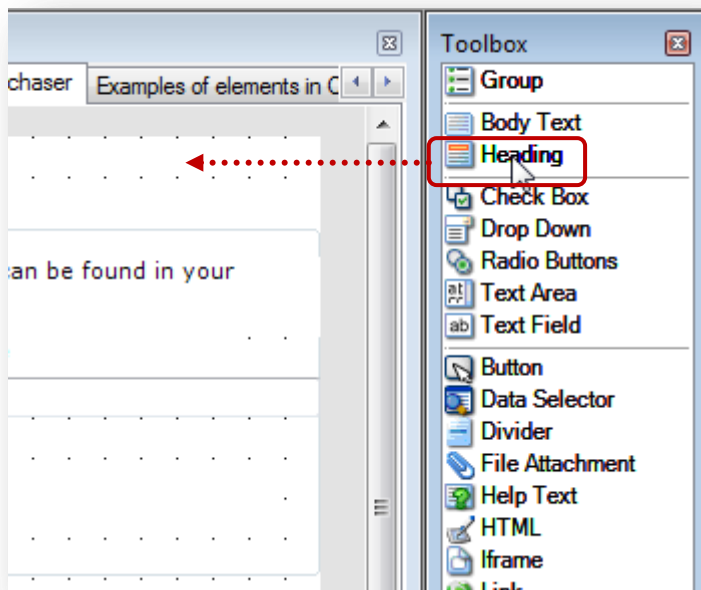 chaser
Examples of elements in C
can be found in your
Toolbox
Group
Body Text
Heading
Check Box
Drop Down
Radio Buttons
Text Area
Text Field
Button
Data Selector
Divider
File Attachment
Help Text
HTML
Iframe
Link